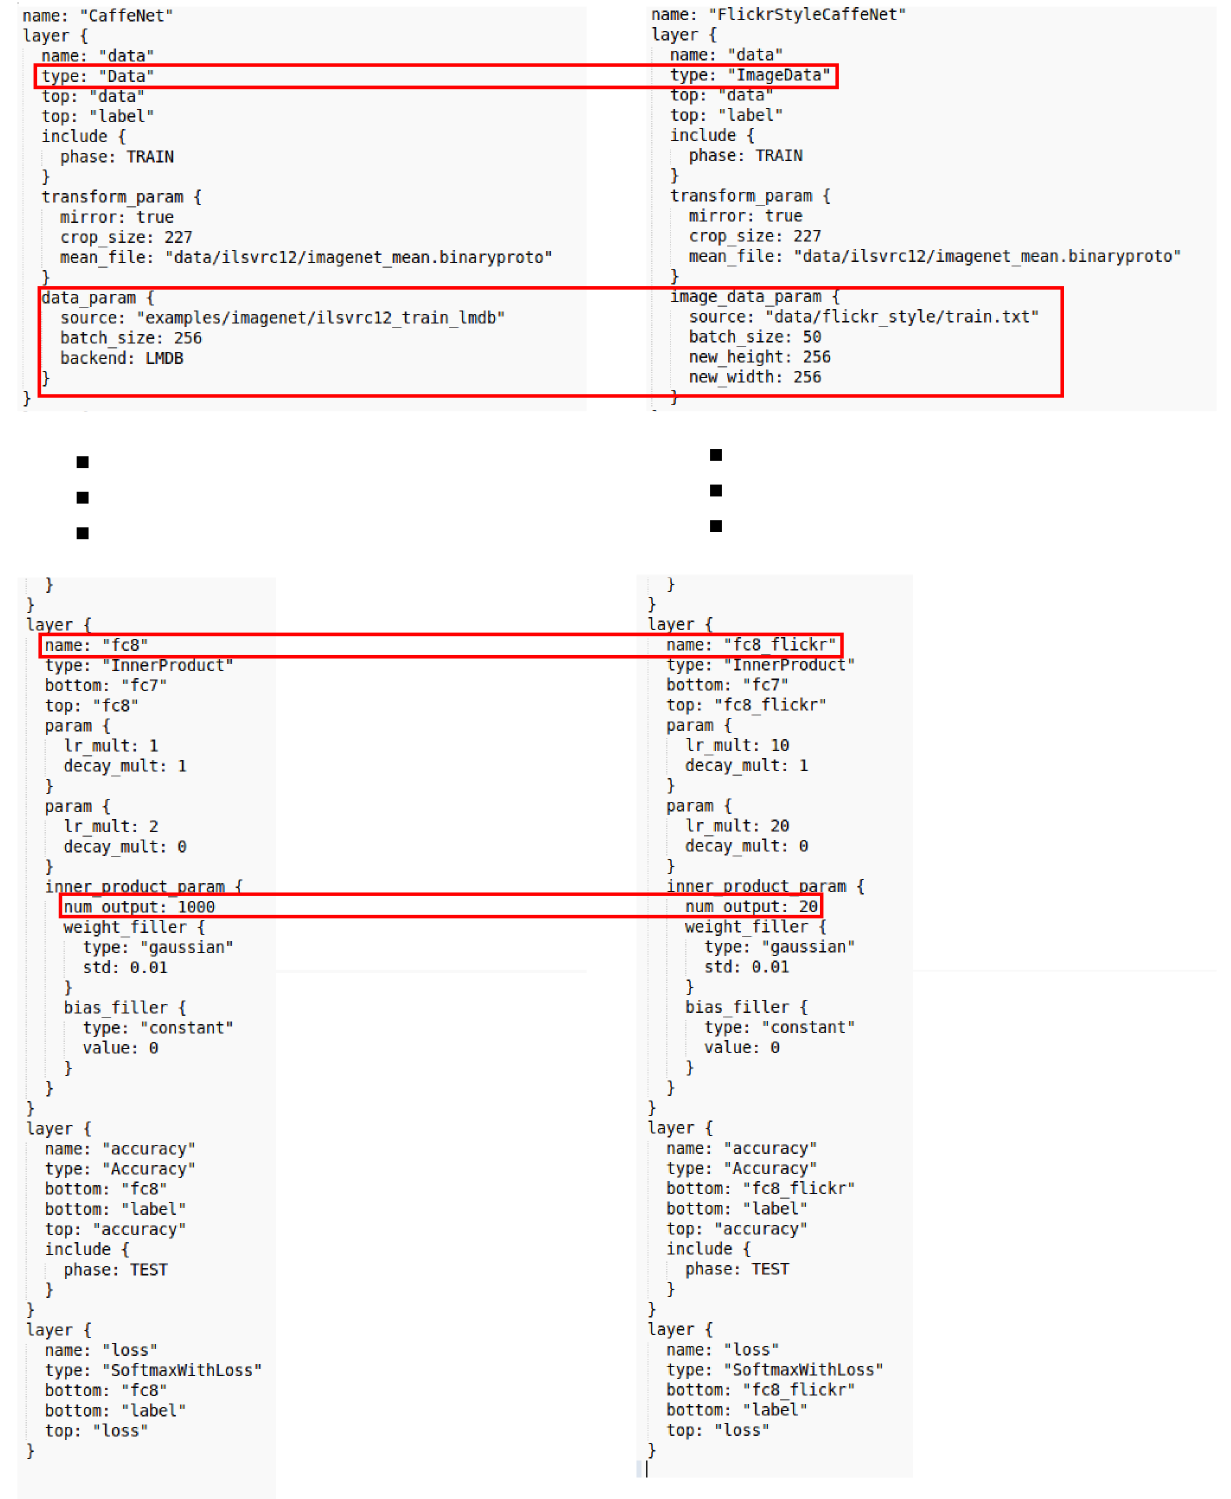 name: "CaffeNet"
layer {
  name: "data"
  type: "Data"
  top: "data"
  top: "label"
  include {
    phase: TRAIN
  }
  transform_param {
    mirror: true
    crop_size: 227
    mean_file: "data/ilsvrc12/imagenet_mean.binaryproto"
  }
  data_param {
    source: "examples/imagenet/ilsvrc12_train_lmdb"
    batch_size: 256
    backend: LMDB
  }
}
name: "FlickrStyleCaffeNet"
layer {
  name: "data"
  type: "ImageData"
  top: "data"
  top: "label"
  include {
    phase: TRAIN
  }
  transform_param {
    mirror: true
    crop_size: 227
    mean_file: "data/ilsvrc12/imagenet_mean.binaryproto"
  }
  image_data_param {
    source: "data/flickr_style/train.txt"
    batch_size: 50
    new_height: 256
    new_width: 256
  }
  }
}
layer {
  name: "fc8"
  type: "InnerProduct"
  bottom: "fc7"
  top: "fc8"
  param {
    lr_mult: 1
    decay_mult: 1
  }
  param {
    lr_mult: 2
    decay_mult: 0
  }
  inner_product_param {
    num_output: 1000
    weight_filler {
      type: "gaussian"
      std: 0.01
    }
    bias_filler {
      type: "constant"
      value: 0
    }
  }
}
layer {
  name: "accuracy"
  type: "Accuracy"
  bottom: "fc8"
  bottom: "label"
  top: "accuracy"
  include {
    phase: TEST
  }
}
layer {
  name: "loss"
  type: "SoftmaxWithLoss"
  bottom: "fc8"
  bottom: "label"
  top: "loss"
}
  }
}
layer {
  name: "fc8_flickr"
  type: "InnerProduct"
  bottom: "fc7"
  top: "fc8_flickr"
  param {
    lr_mult: 10
    decay_mult: 1
  }
  param {
    lr_mult: 20
    decay_mult: 0
  }
  inner_product_param {
    num_output: 20
    weight_filler {
      type: "gaussian"
      std: 0.01
    }
    bias_filler {
      type: "constant"
      value: 0
    }
  }
}
layer {
  name: "accuracy"
  type: "Accuracy"
  bottom: "fc8_flickr"
  bottom: "label"
  top: "accuracy"
  include {
    phase: TEST
  }
}
layer {
  name: "loss"
  type: "SoftmaxWithLoss"
  bottom: "fc8_flickr"
  bottom: "label"
  top: "loss"
}